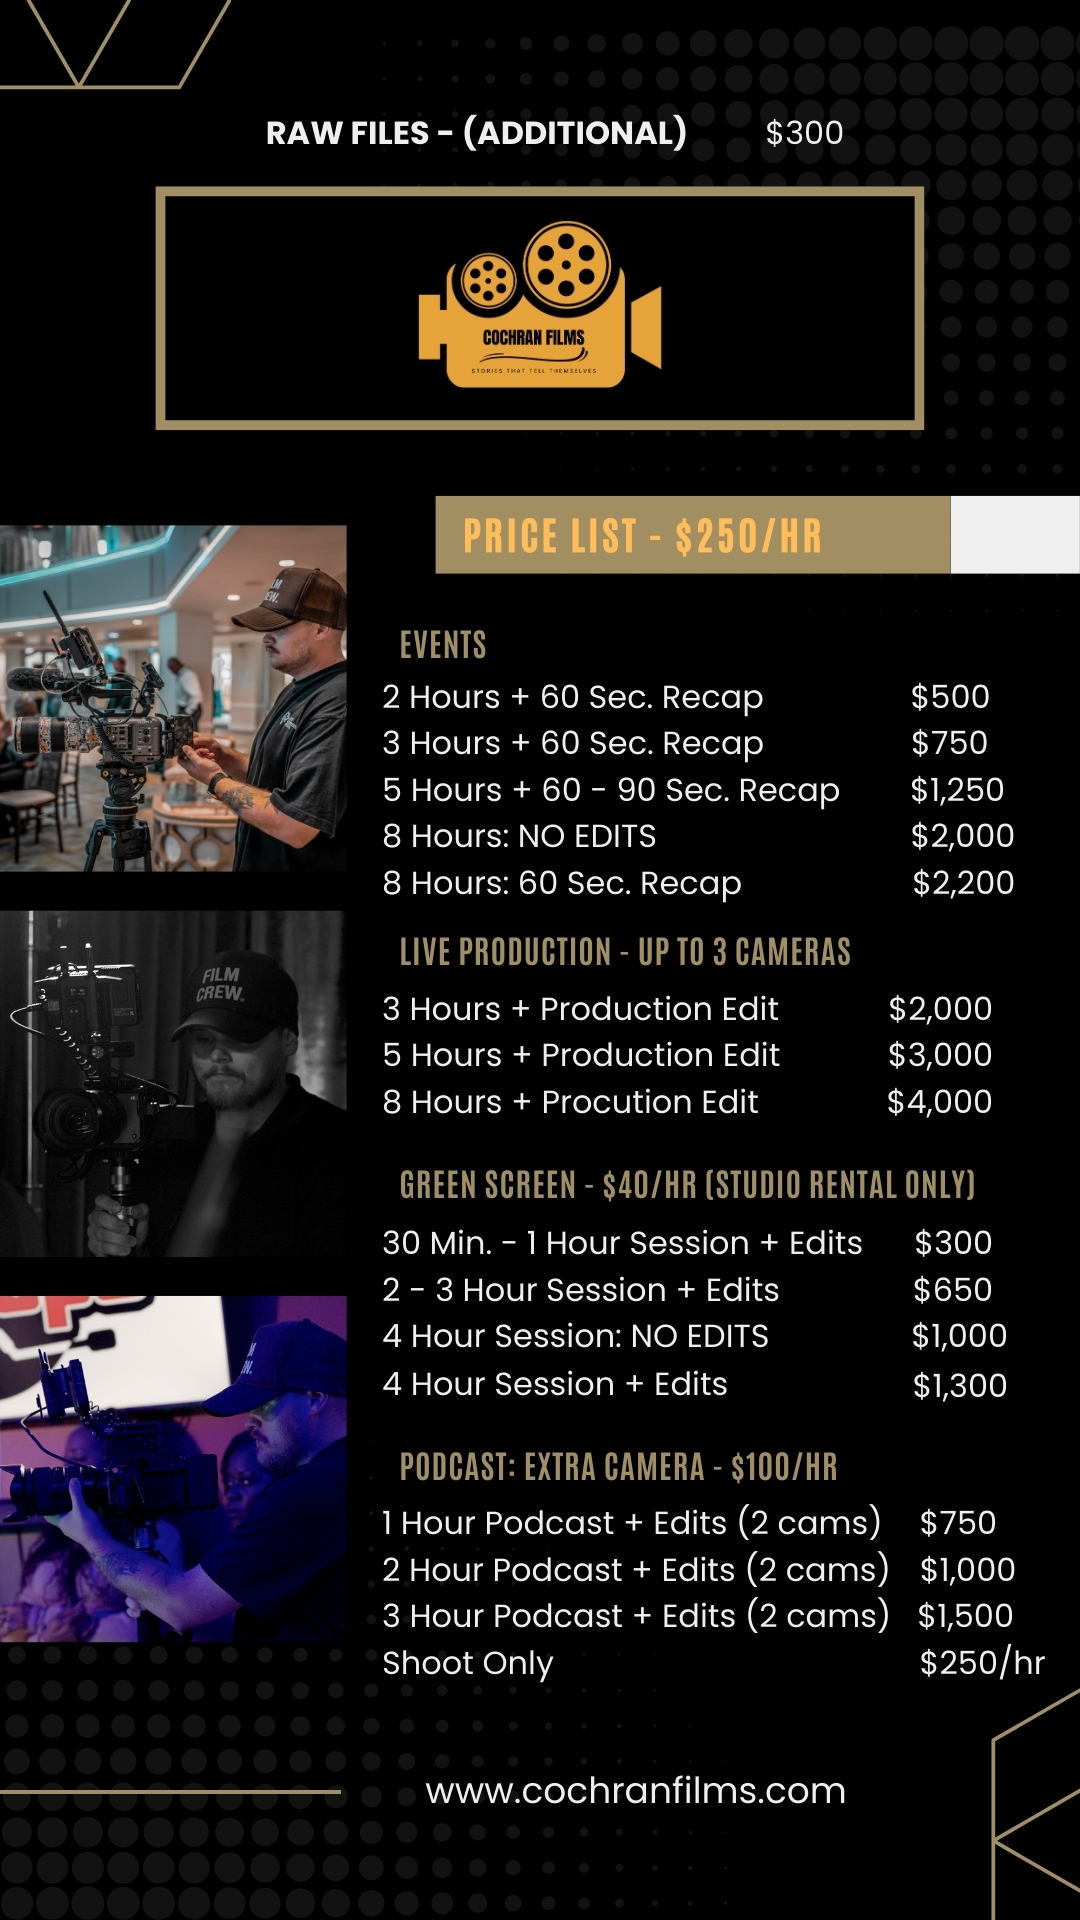 RAW FILES - (ADDITIONAL) $300
COCHRAN FILMS
STORIES THAT TELL THEMSELVES
PRICE LIST - $250/HR
EVENTS
2 Hours + 60 Sec. Recap $500
3 Hours + 60 Sec. Recap $750
5 Hours + 60 - 90 Sec. Recap $1,250
8 Hours: NO EDITS $2,000
8 Hours: 60 Sec. Recap $2,200
FILM
CREW.
LIVE PRODUCTION - UP TO 3 CAMERAS
3 Hours + Production Edit $2,000
5 Hours + Production Edit $3,000
8 Hours + Procution Edit $4,000
GREEN SCREEN - $40/HR (STUDIO RENTAL ONLY)
30 Min. - 1 Hour Session + Edits $300
2 - 3 Hour Session + Edits $650
4 Hour Session: NO EDITS $1,000
4 Hour Session + Edits $1,300
PODCAST: EXTRA CAMERA - $100/HR
1 Hour Podcast + Edits (2 cams) $750
2 Hour Podcast + Edits (2 cams) $1,000
3 Hour Podcast + Edits (2 cams) $1,500
Shoot Only $250/hr
www.cochranfilms.com